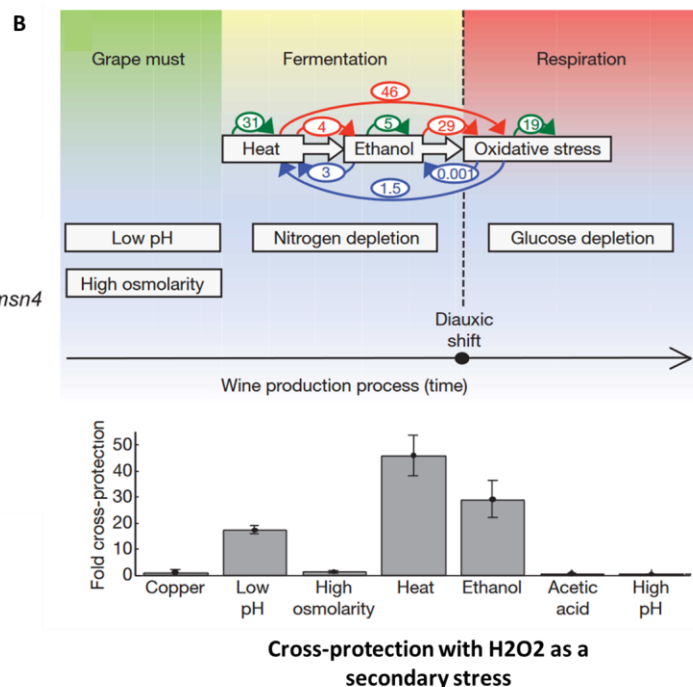 B
Grape must
Fermentation
Respiration
46
31
4
5
29
19
Heat
Ethanol
Oxidative stress
3
0.001
1.5
Low pH
Nitrogen depletion
Glucose depletion
High osmolarity
msn4
Diauxic
shift
Wine production process (time)
Fold cross-protection
50
40
30
20
10
0
Copper
Low
pH
High
osmolarity
Heat
Ethanol
Acetic
acid
High
pH
Cross-protection with H2O2 as a
secondary stress